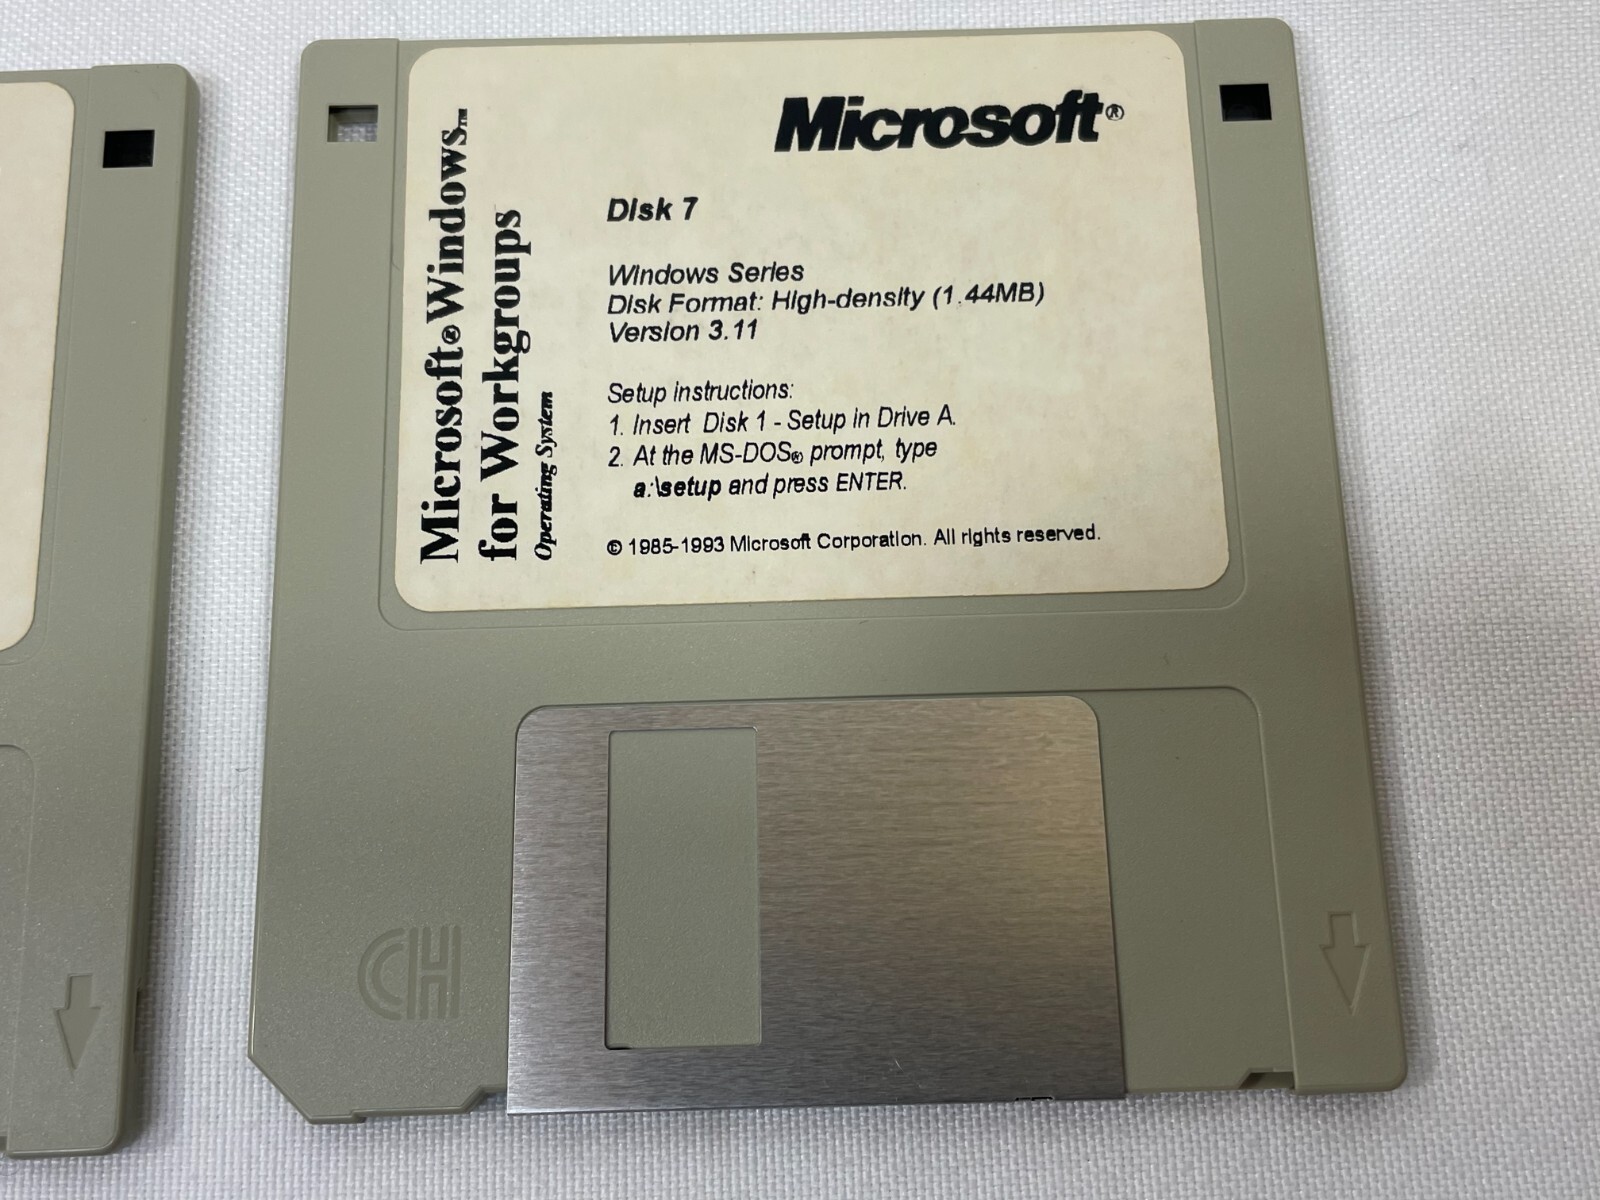 Microsoft® Windows™
for Workgroups
Operating System
Microsoft®
Disk 7
Windows Series
Disk Format: High-density (1.44MB)
Version 3.11
Setup instructions:
1. Insert Disk 1 - Setup in Drive A.
2. At the MS-DOS® prompt, type
a:\setup and press ENTER.
© 1985-1993 Microsoft Corporation. All rights reserved.
CH